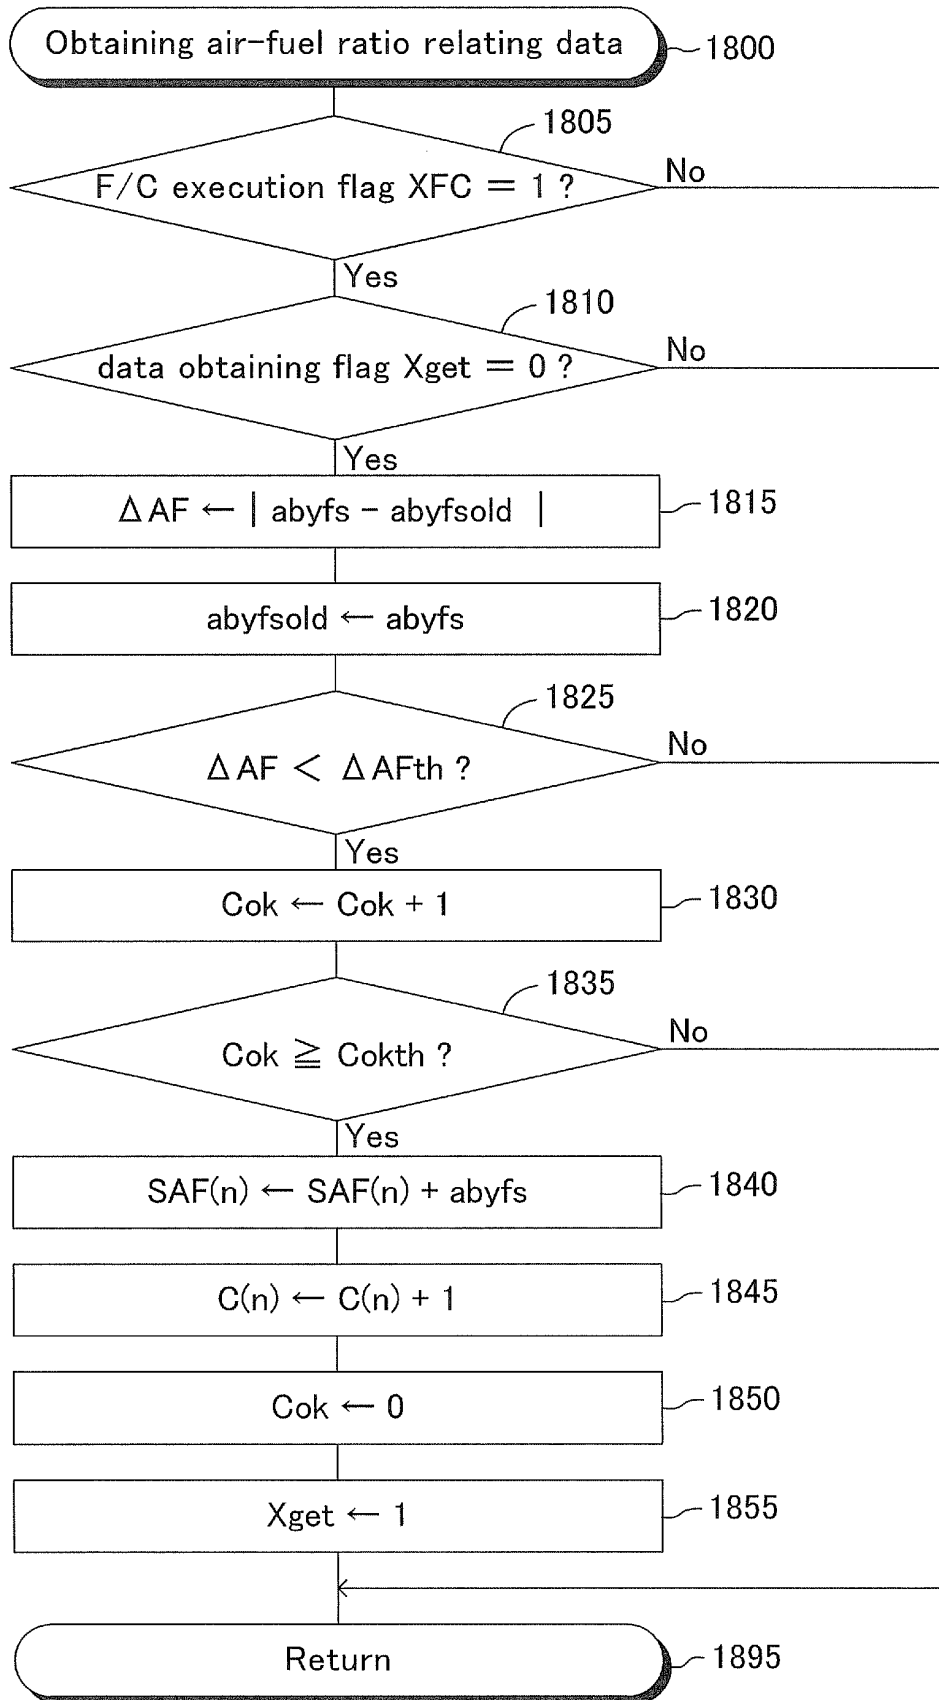 Obtaining air-fuel ratio relating data
1800
1805
F/C execution flag XFC = 1 ?
No
Yes
1810
data obtaining flag Xget = 0 ?
No
Yes
ΔAF ← | abyfs - abyfsold |
1815
abyfsold ← abyfs
1820
1825
ΔAF < ΔAFth ?
No
Yes
Cok ← Cok + 1
1830
1835
Cok ≧ Cokth ?
No
Yes
SAF(n) ← SAF(n) + abyfs
1840
C(n) ← C(n) + 1
1845
Cok ← 0
1850
Xget ← 1
1855
Return
1895